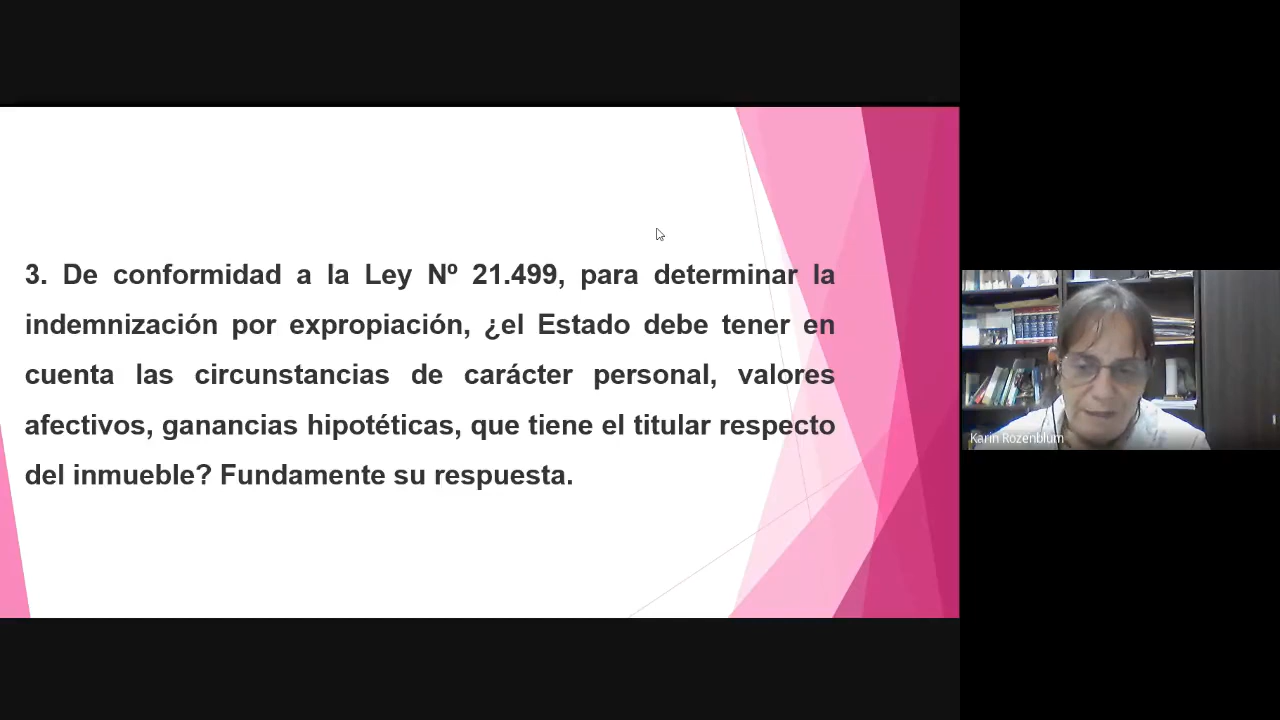 3. De conformidad a la Ley Nº 21.499, para determinar la
indemnización por expropiación, ¿el Estado debe tener en
cuenta las circunstancias de carácter personal, valores
afectivos, ganancias hipotéticas, que tiene el titular respecto
del inmueble? Fundamente su respuesta.
Karin Rozenblum